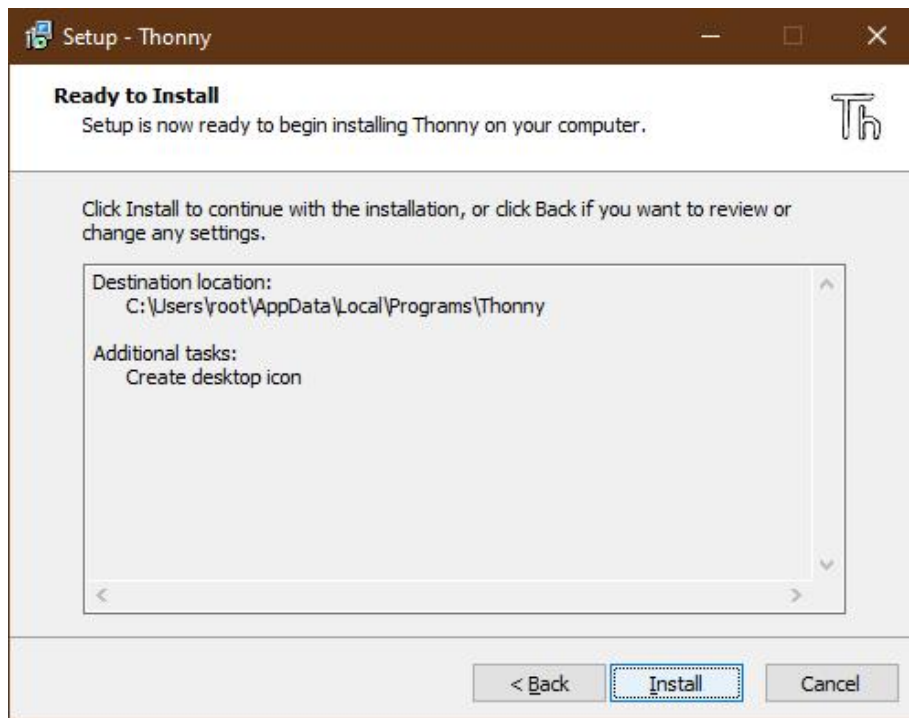 Setup - Thonny
Ready to Install
Setup is now ready to begin installing Thonny on your computer.
Th
Click Install to continue with the installation, or click Back if you want to review or
change any settings.
Destination location:
C:\Users\root\AppData\Local\Programs\Thonny
Additional tasks:
Create desktop icon
< Back
Install
Cancel